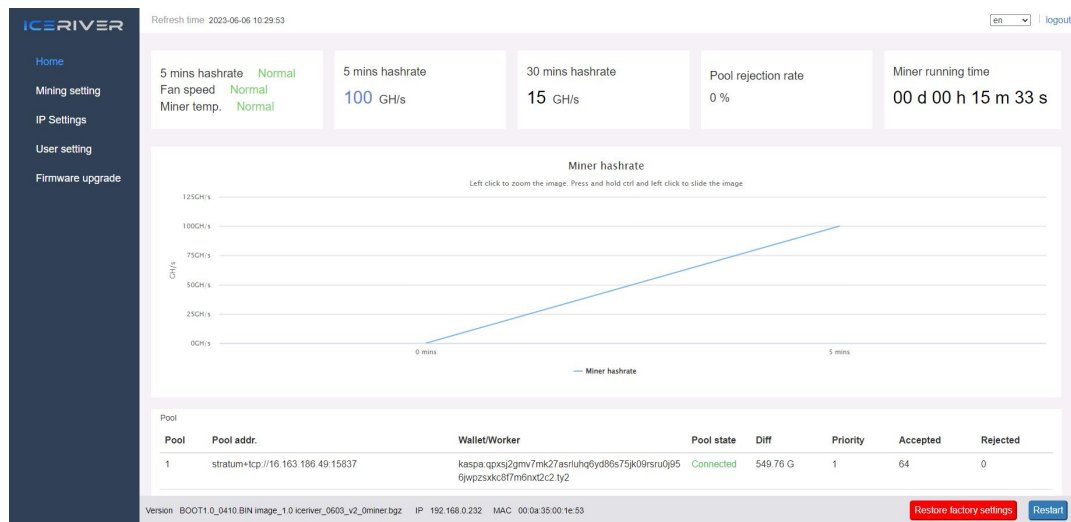 ICERIVER
Refresh time 2023-06-06 10:29:53
en
logout
Home
Mining setting
IP Settings
User setting
Firmware upgrade
5 mins hashrate Normal
Fan speed Normal
Miner temp. Normal
5 mins hashrate
100 GH/s
30 mins hashrate
15 GH/s
Pool rejection rate
0 %
Miner running time
00 d 00 h 15 m 33 s
Miner hashrate
Left click to zoom the image. Press and hold ctrl and left click to slide the image
125GH/s
100GH/s
75GH/s
50GH/s
25GH/s
0GH/s
GH/s
0 mins
5 mins
Miner hashrate
Pool
Pool Pool addr. Wallet/Worker Pool state Diff Priority Accepted Rejected
1 stratum+tcp://16.163.186.49:15837 kaspa:qpxsj2gmv7mk27asrluhq6yd86s75jk09rsru0j95 Connected 549.76 G 1 64 0
6jwpzsxkc8f7m6nxt2c2.ty2
Version BOOT1.0_0410.BIN image_1.0 iceriver_0603_v2_0miner.bgz IP 192.168.0.232 MAC 00:0a:35:00:1e:53
Restore factory settings
Restart